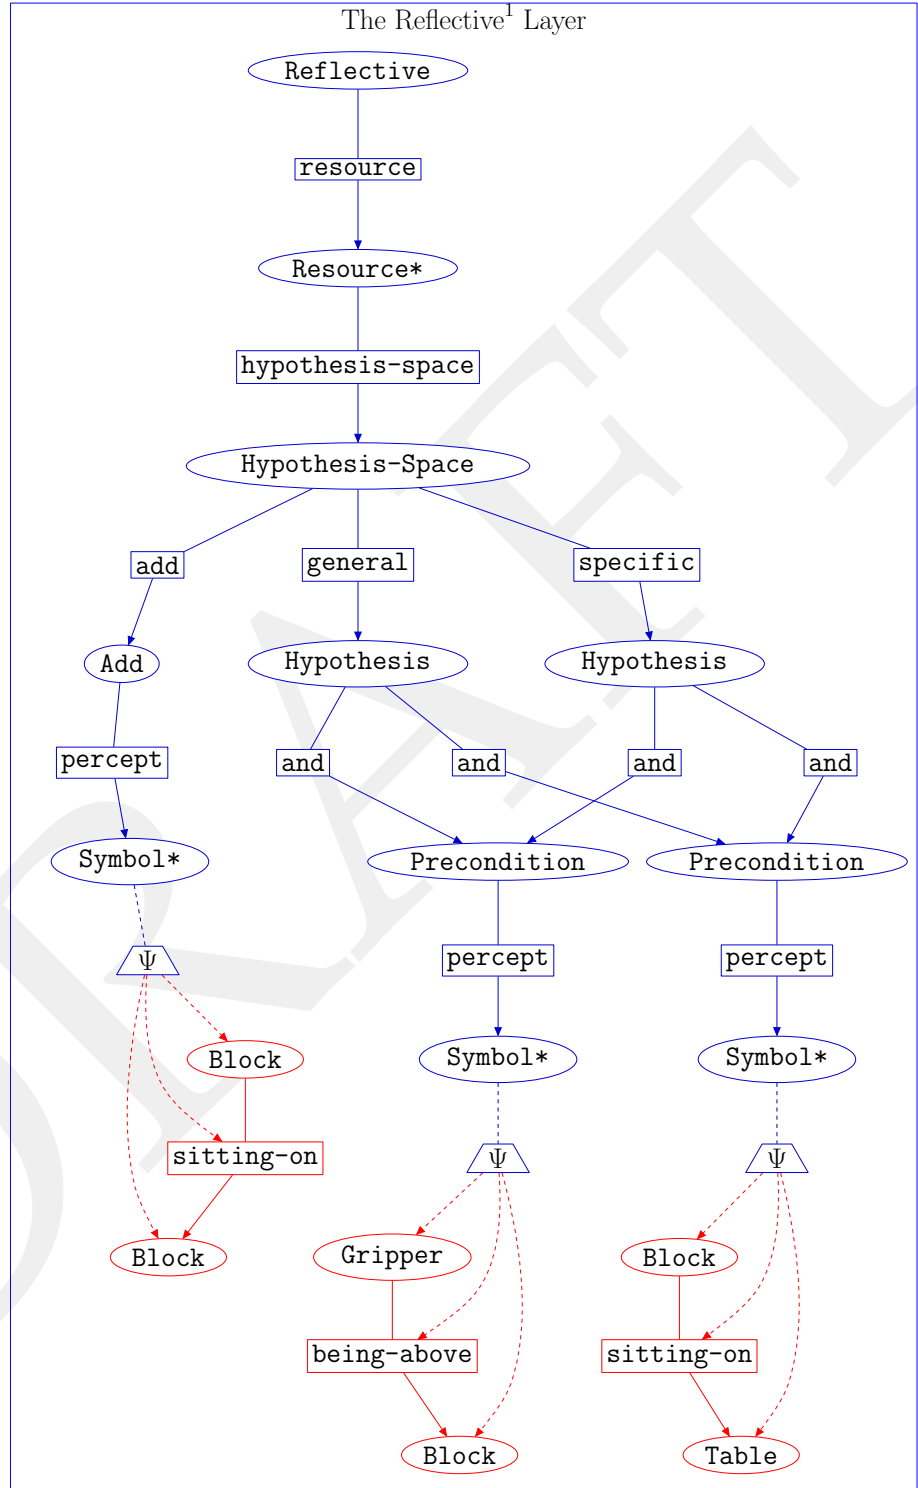 The Reflective¹ Layer
Reflective
resource
Resource*
hypothesis-space
Hypothesis-Space
add general specific
Add Hypothesis Hypothesis
percept and and and and
Symbol* Precondition Precondition
Ψ percept percept
Block Symbol* Symbol*
sitting-on Ψ Ψ
Block Gripper Block
being-above sitting-on
Block Table
DRAFT